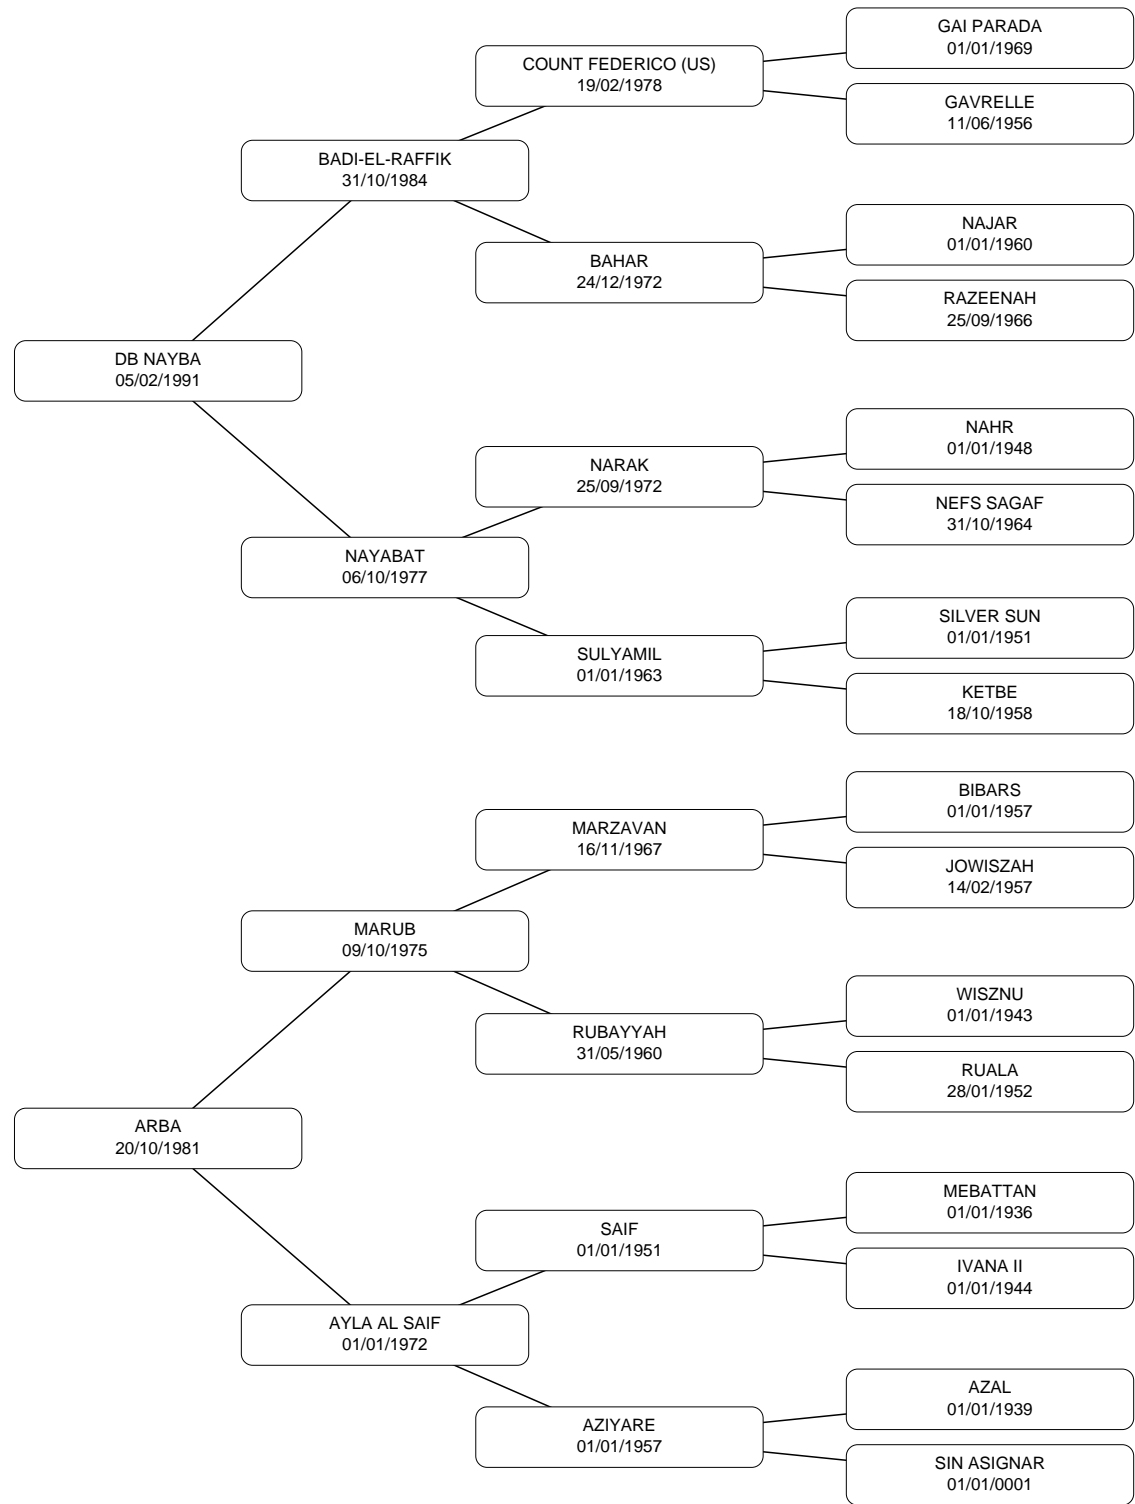 GAI PARADA
01/01/1969
COUNT FEDERICO (US)
19/02/1978
GAVRELLE
11/06/1956
BADI-EL-RAFFIK
31/10/1984
NAJAR
01/01/1960
BAHAR
24/12/1972
RAZEENAH
25/09/1966
DB NAYBA
05/02/1991
NAHR
01/01/1948
NARAK
25/09/1972
NEFS SAGAF
31/10/1964
NAYABAT
06/10/1977
SILVER SUN
01/01/1951
SULYAMIL
01/01/1963
KETBE
18/10/1958
BIBARS
01/01/1957
MARZAVAN
16/11/1967
JOWISZAH
14/02/1957
MARUB
09/10/1975
WISZNU
01/01/1943
RUBAYYAH
31/05/1960
RUALA
28/01/1952
ARBA
20/10/1981
MEBATTAN
01/01/1936
SAIF
01/01/1951
IVANA II
01/01/1944
AYLA AL SAIF
01/01/1972
AZAL
01/01/1939
AZIYARE
01/01/1957
SIN ASIGNAR
01/01/0001